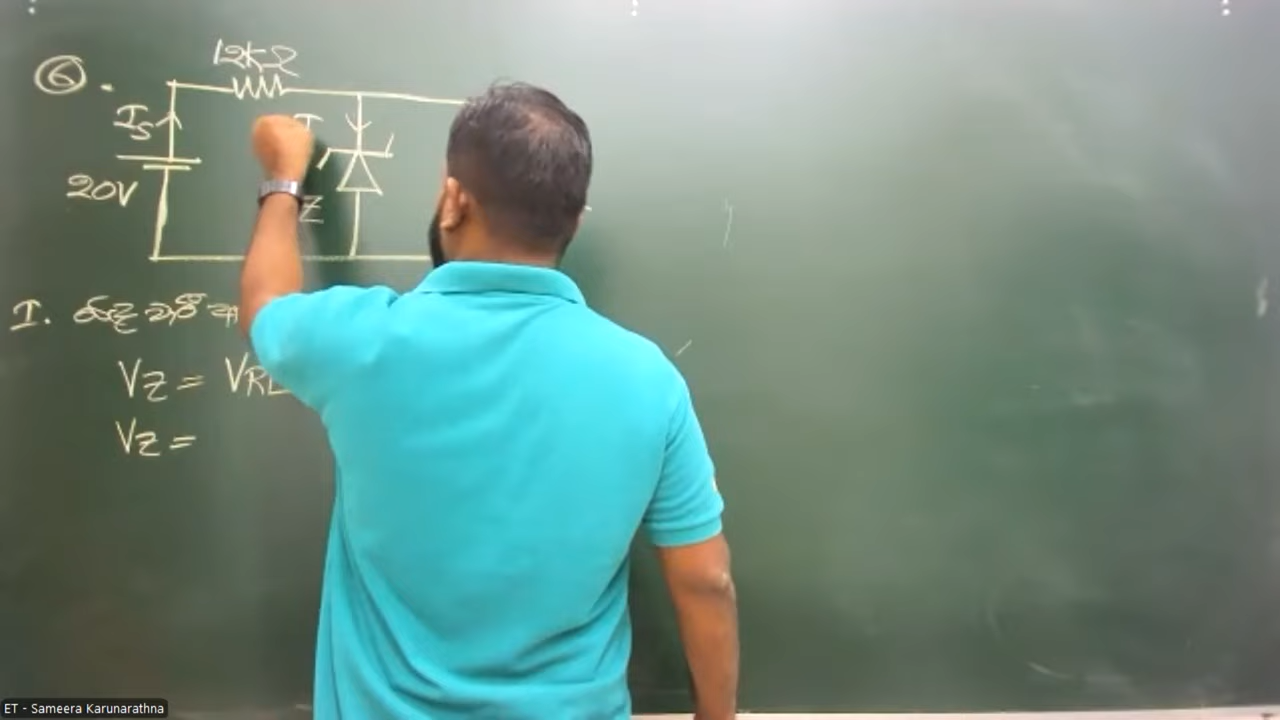 6.
12kΩ
Is
I
20V
Z
I.
Vz = VRL
Vz =
ET - Sameera Karunarathna